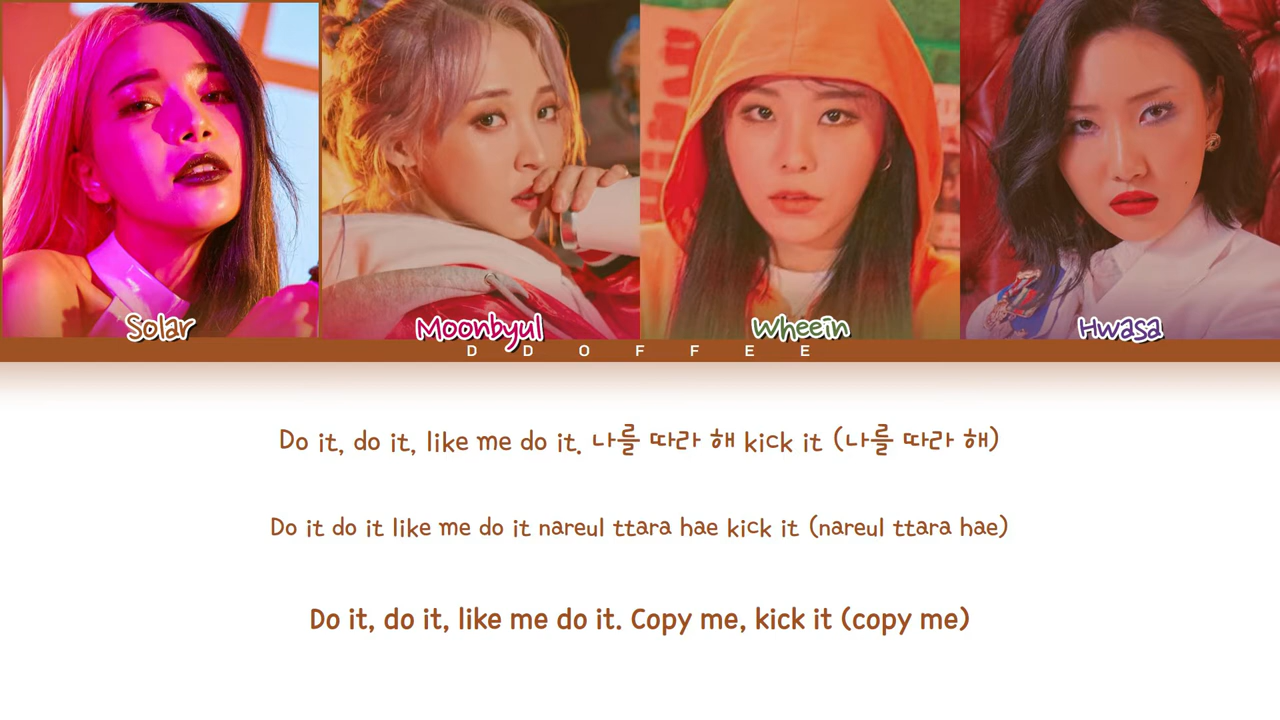 Solar
Moonbyul
Wheein
Hwasa
DDOFFEE
Do it, do it, like me do it. 나를 따라 해 kick it (나를 따라 해)
Do it do it like me do it nareul ttara hae kick it (nareul ttara hae)
Do it, do it, like me do it. Copy me, kick it (copy me)